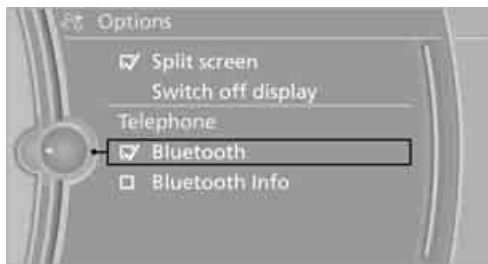 Options
Split screen
Switch off display
Telephone
Bluetooth
Bluetooth Info